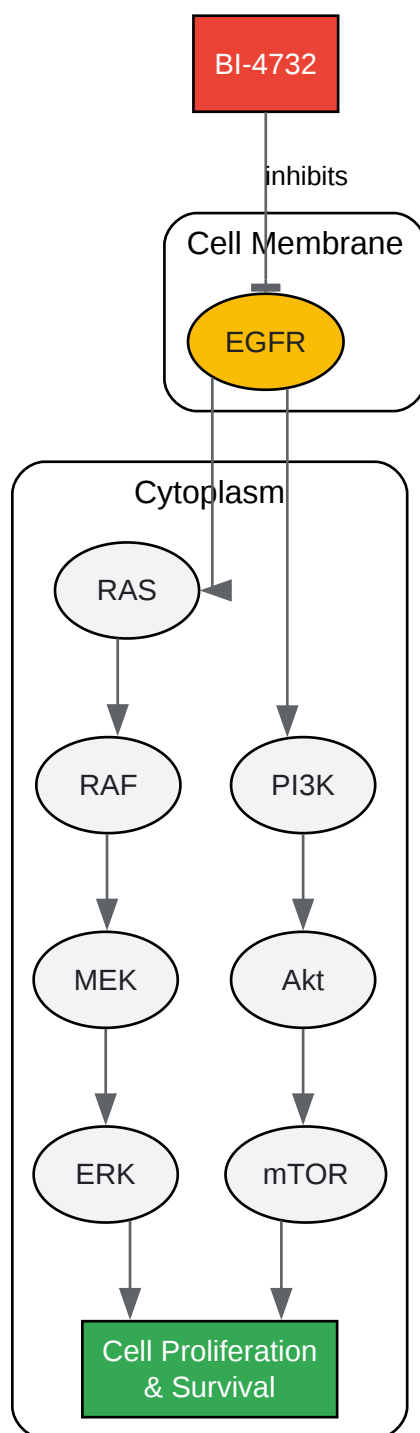 BI-4732
inhibits
Cell Membrane
EGFR
Cytoplasm
RAS
RAF
PI3K
MEK
Akt
ERK
mTOR
Cell Proliferation
& Survival